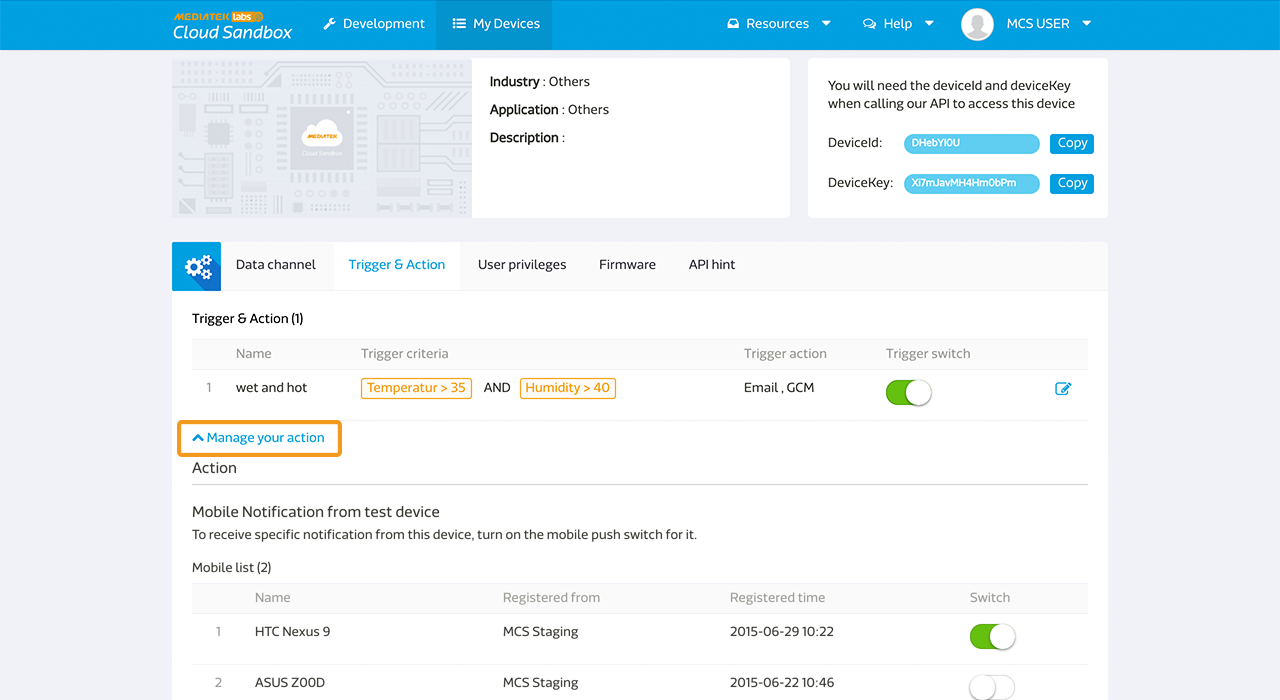 MEDIATEK labs
Cloud Sandbox
Development
My Devices
Resources
Help
MCS USER
MEDIATEK
Cloud Sandbox
Industry : Others
Application : Others
Description :
You will need the deviceId and deviceKey
when calling our API to access this device
DeviceId: DHebYI0U Copy
DeviceKey: Xi7mJavMH4Hm0bPm Copy
Data channel Trigger & Action User privileges Firmware API hint
Trigger & Action (1)
Name Trigger criteria Trigger action Trigger switch
1 wet and hot Temperatur > 35 AND Humidity > 40 Email , GCM
Manage your action
Action
Mobile Notification from test device
To receive specific notification from this device, turn on the mobile push switch for it.
Mobile list (2)
Name Registered from Registered time Switch
1 HTC Nexus 9 MCS Staging 2015-06-29 10:22
2 ASUS Z00D MCS Staging 2015-06-22 10:46